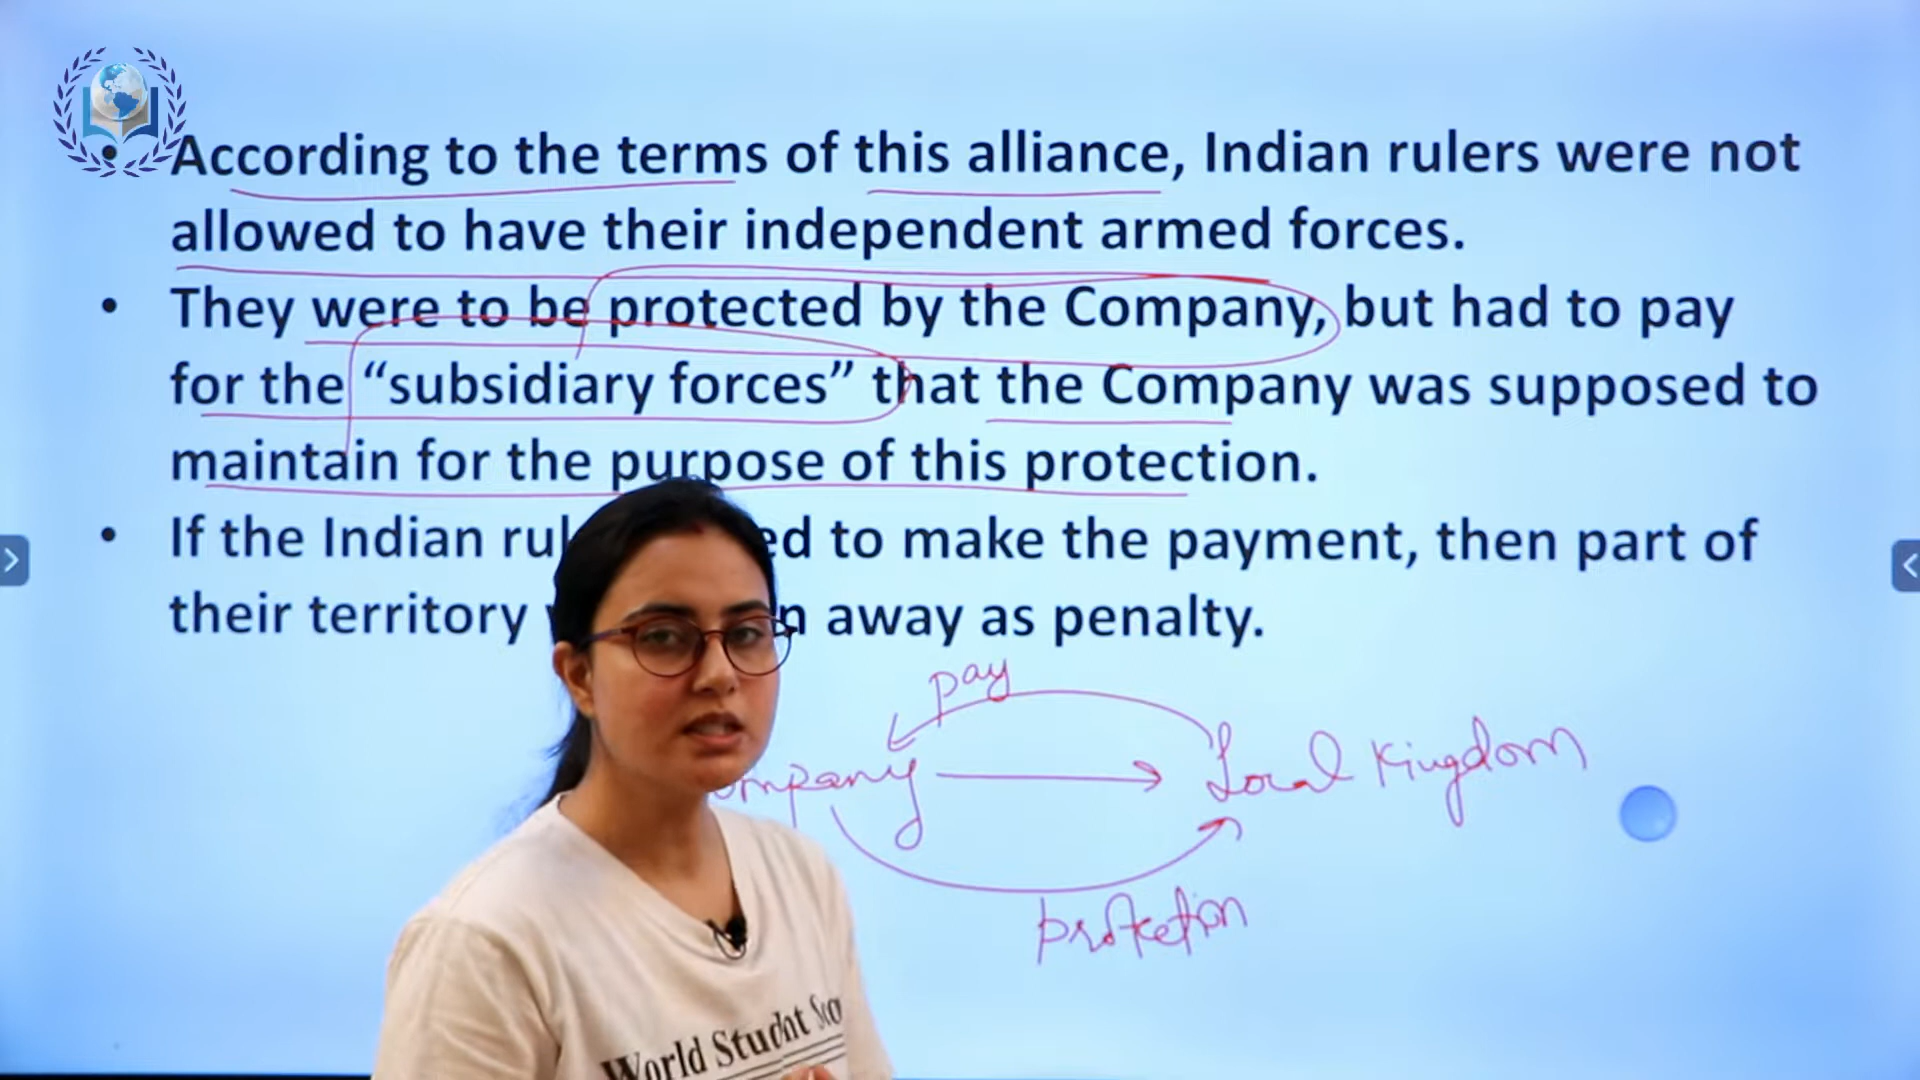 • According to the terms of this alliance, Indian rulers were not
allowed to have their independent armed forces.
• They were to be protected by the Company, but had to pay
for the "subsidiary forces" that the Company was supposed to
maintain for the purpose of this protection.
• If the Indian to make the payment, then part of
their territory away as penalty.
pay
Local Kingdom
protection
World